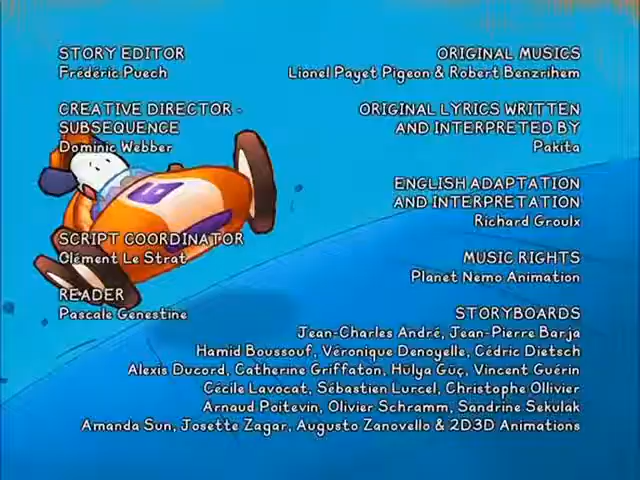 STORY EDITOR
Frédéric Puech
CREATIVE DIRECTOR -
SUBSEQUENCE
Dominic Webber
SCRIPT COORDINATOR
Clément Le Strat
READER
Pascale Genestine
ORIGINAL MUSICS
Lionel Payet Pigeon & Robert Benzrihem
ORIGINAL LYRICS WRITTEN
AND INTERPRETED BY
Pakita
ENGLISH ADAPTATION
AND INTERPRETATION
Richard Groulx
MUSIC RIGHTS
Planet Nemo Animation
STORYBOARDS
Jean-Charles André, Jean-Pierre Barja
Hamid Boussouf, Véronique Denoyelle, Cédric Dietsch
Alexis Ducord, Catherine Griffaton, Hülya Güç, Vincent Guérin
Cécile Lavocat, Sébastien Lurcel, Christophe Ollivier
Arnaud Poitevin, Olivier Schramm, Sandrine Sekulak
Amanda Sun, Josette Zagar, Augusto Zanovello & 2D3D Animations